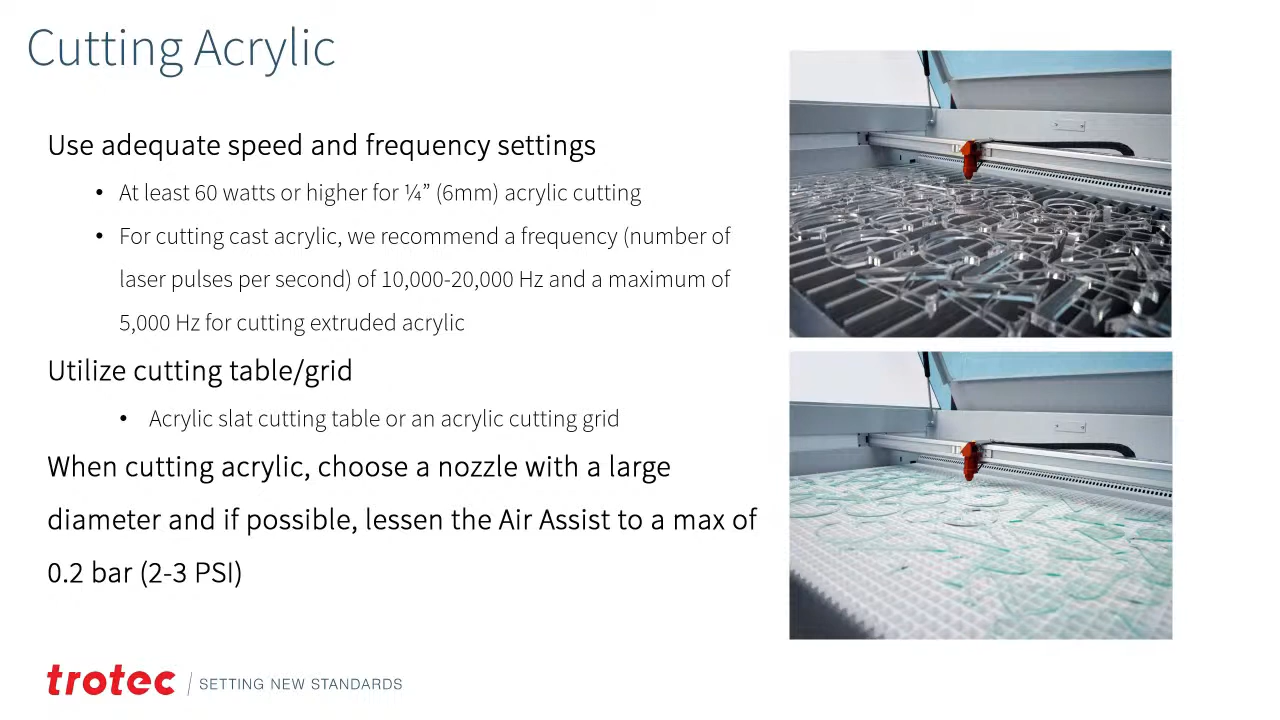 Cutting Acrylic
Use adequate speed and frequency settings
• At least 60 watts or higher for ¼” (6mm) acrylic cutting
• For cutting cast acrylic, we recommend a frequency (number of
laser pulses per second) of 10,000-20,000 Hz and a maximum of
5,000 Hz for cutting extruded acrylic
Utilize cutting table/grid
• Acrylic slat cutting table or an acrylic cutting grid
When cutting acrylic, choose a nozzle with a large
diameter and if possible, lessen the Air Assist to a max of
0.2 bar (2-3 PSI)
trotec / SETTING NEW STANDARDS